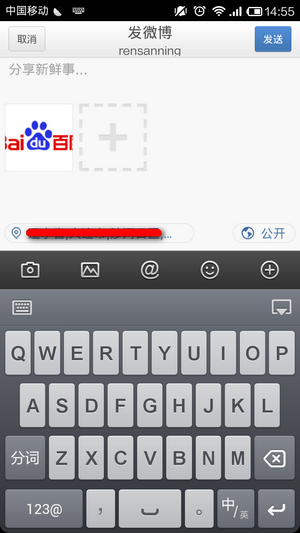 中国移动 14:55
取消 发微博 发送
rensanning
分享新鲜事...
Bai du 百度
公开
Q W E R T Y U I O P
A S D F G H J K L
分词 Z X C V B N M
123@ , 。 中/英